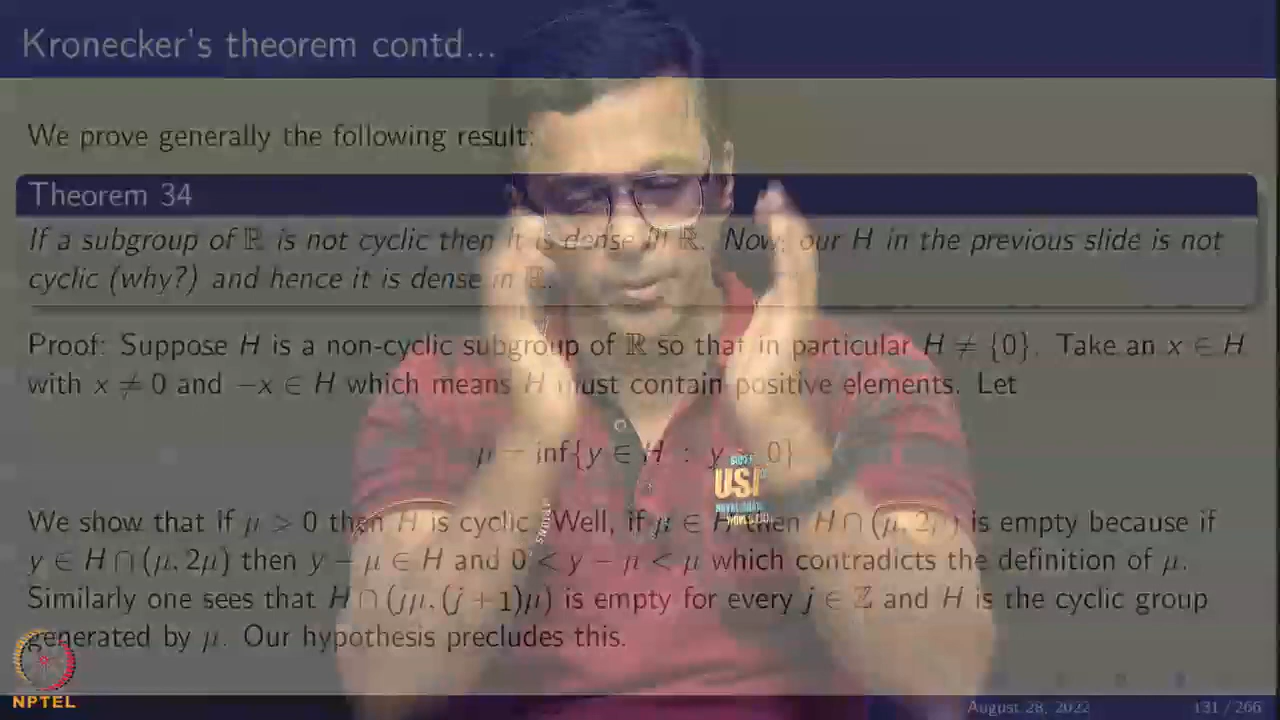 Kronecker's theorem contd...
We prove generally the following result:
Theorem 34
If a subgroup of ℝ is not cyclic then it is dense in ℝ. Now, our H in the previous slide is not
cyclic (why?) and hence it is dense in ℝ.
Proof: Suppose H is a non-cyclic subgroup of ℝ so that in particular H ≠ {0}. Take an x ∈ H
with x ≠ 0 and −x ∈ H which means H must contain positive elements. Let
μ = inf{y ∈ H : y > 0}
We show that if μ > 0 then H is cyclic. Well, if μ ∈ H then H ∩ (μ, 2μ) is empty because if
y ∈ H ∩ (μ, 2μ) then y − μ ∈ H and 0 < y − μ < μ which contradicts the definition of μ.
Similarly one sees that H ∩ (jμ, (j + 1)μ) is empty for every j ∈ ℤ and H is the cyclic group
generated by μ. Our hypothesis precludes this.
USP
NPTEL
August 28, 2022 131 / 266